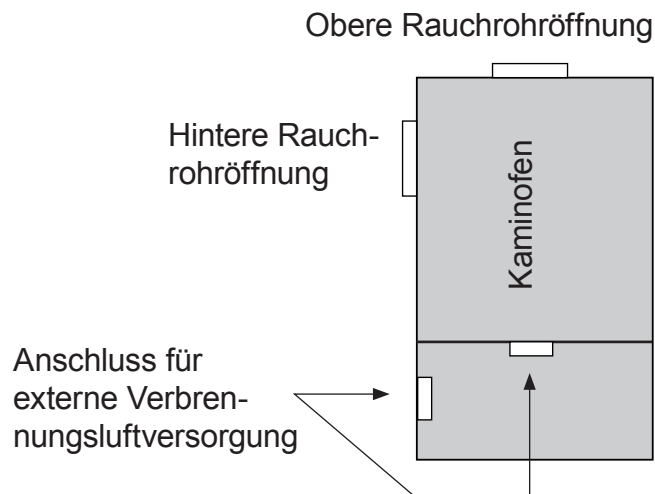 Obere Rauchrohröffnung
Hintere Rauch-
rohröffnung
Kaminofen
Anschluss für
externe Verbren-
nungsluftversorgung